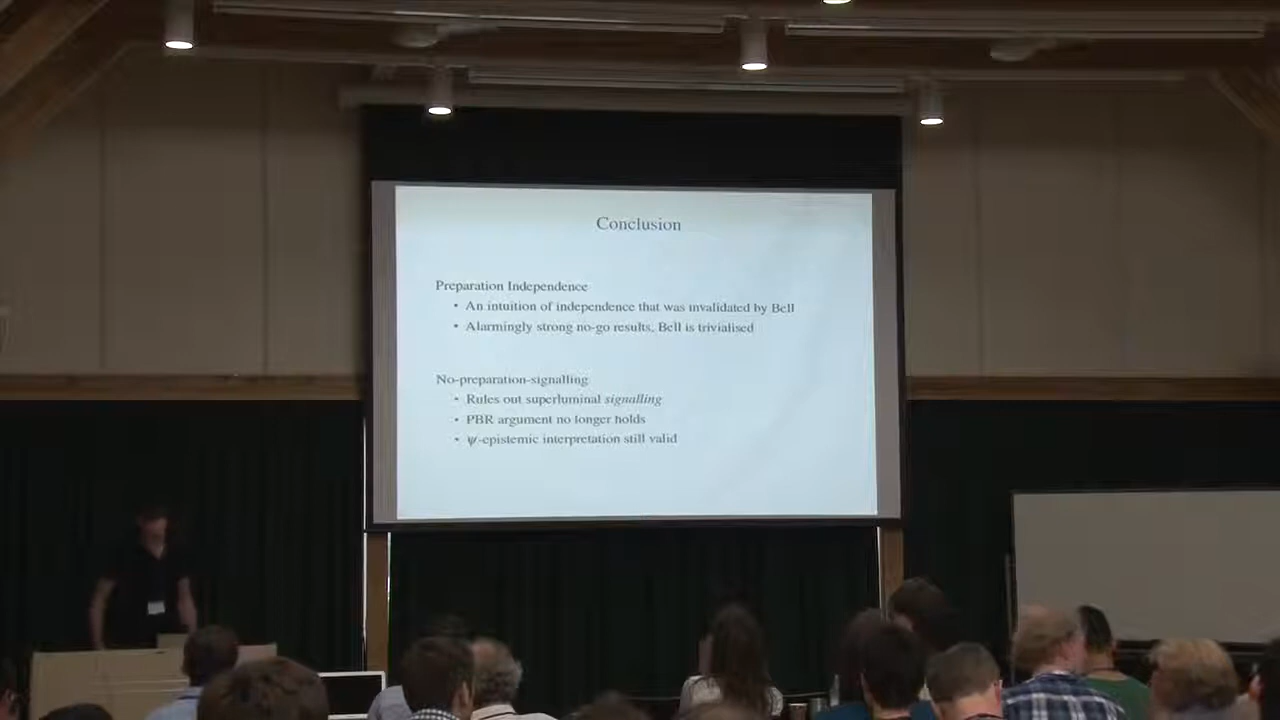 Conclusion
Preparation Independence
• An intuition of independence that was invalidated by Bell
• Alarmingly strong no-go results, Bell is trivialised
No-preparation-signalling
• Rules out superluminal signalling
• PBR argument no longer holds
• ψ-epistemic interpretation still valid